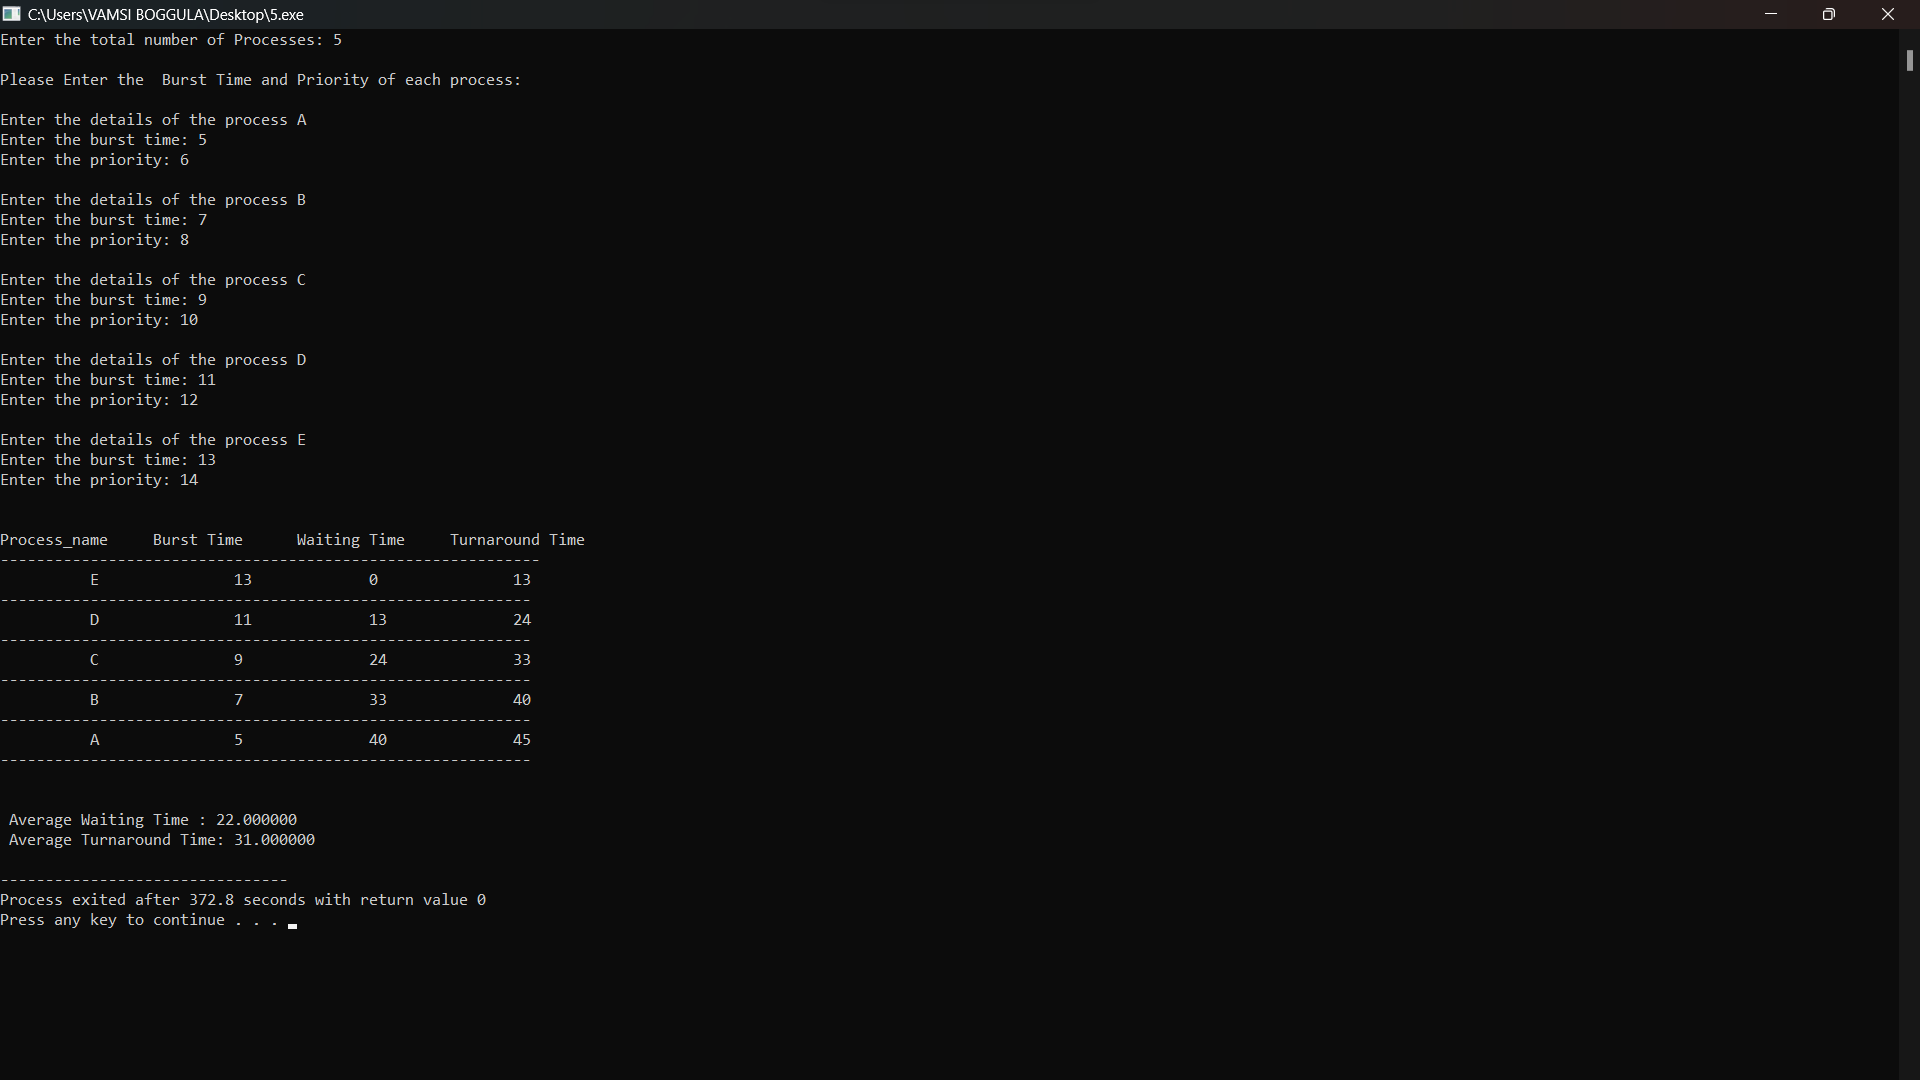 C:\Users\VAMSI BOGGULA\Desktop\5.exe
Enter the total number of Processes: 5
Please Enter the  Burst Time and Priority of each process:
Enter the details of the process A
Enter the burst time: 5
Enter the priority: 6
Enter the details of the process B
Enter the burst time: 7
Enter the priority: 8
Enter the details of the process C
Enter the burst time: 9
Enter the priority: 10
Enter the details of the process D
Enter the burst time: 11
Enter the priority: 12
Enter the details of the process E
Enter the burst time: 13
Enter the priority: 14
Process_name     Burst Time      Waiting Time     Turnaround Time
------------------------------------------------------------
          E               13             0               13
-----------------------------------------------------------
          D               11             13              24
-----------------------------------------------------------
          C               9              24              33
-----------------------------------------------------------
          B               7              33              40
-----------------------------------------------------------
          A               5              40              45
-----------------------------------------------------------
 Average Waiting Time : 22.000000
 Average Turnaround Time: 31.000000
--------------------------------
Process exited after 372.8 seconds with return value 0
Press any key to continue . . .